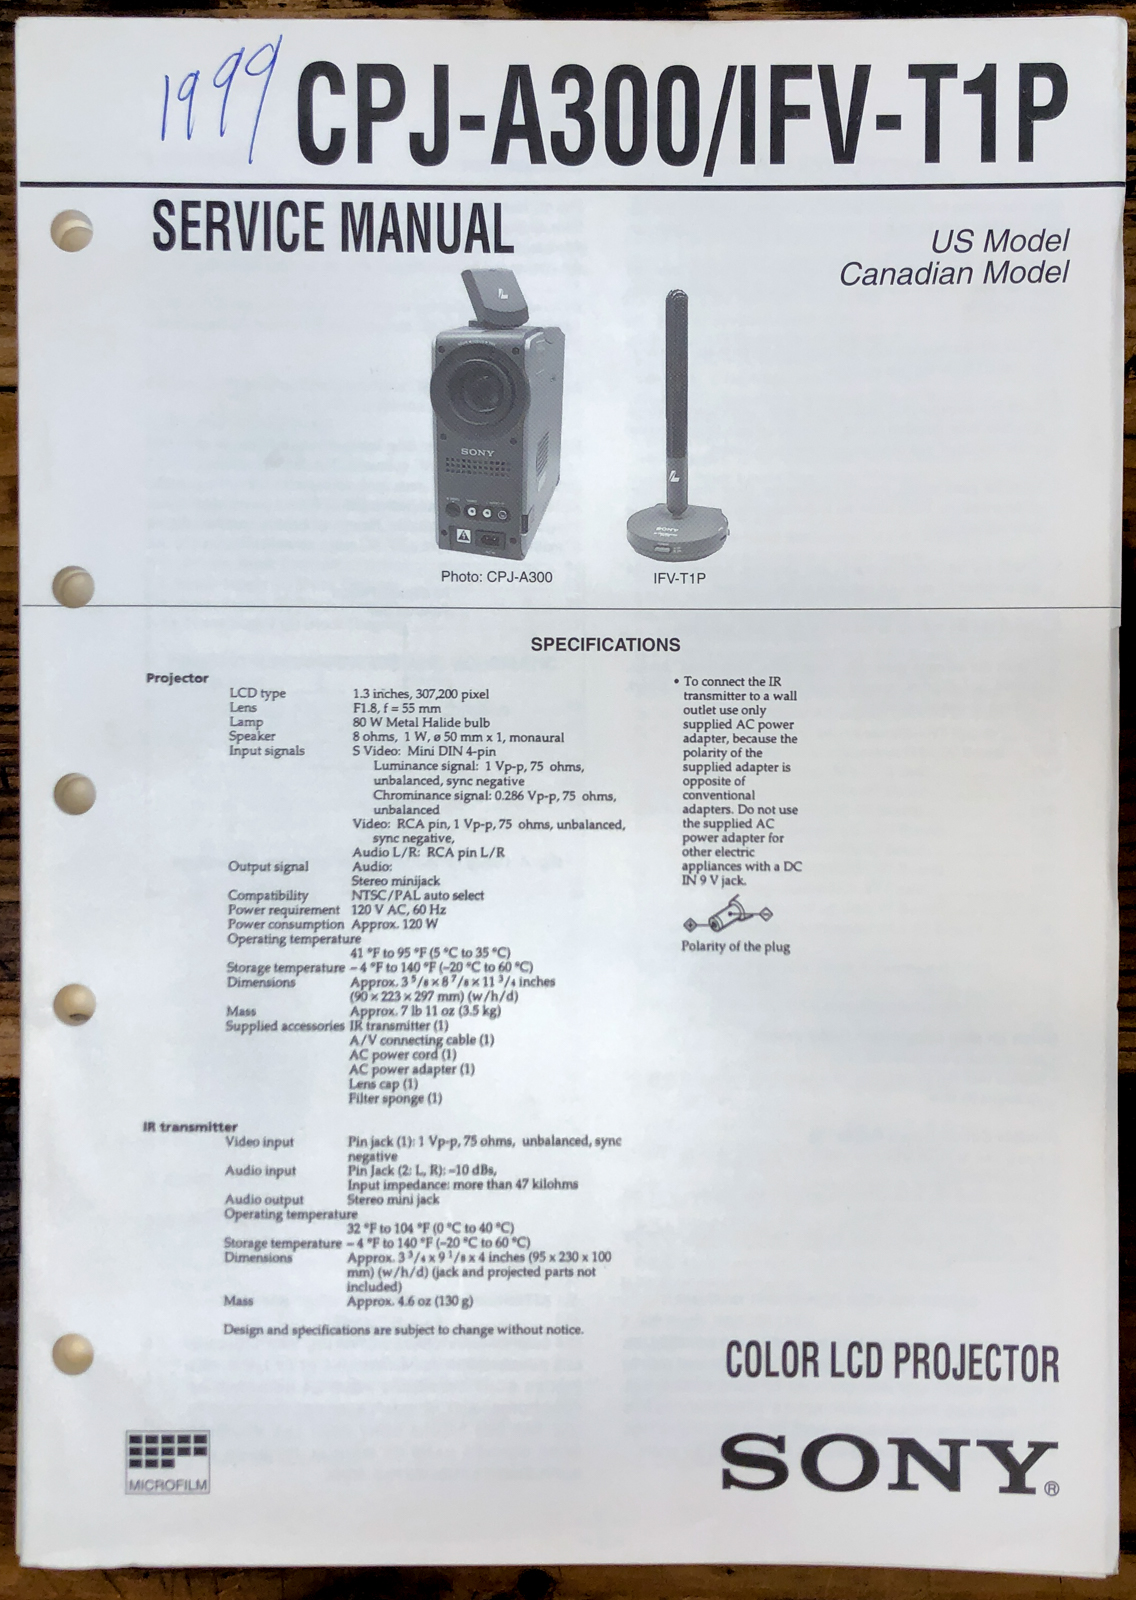 1999
CPJ-A300/IFV-T1P
SERVICE MANUAL
US Model
Canadian Model
SONY
SONY
Photo: CPJ-A300
IFV-T1P
SPECIFICATIONS
Projector
LCD type 1.3 inches, 307,200 pixel
Lens F1.8, f = 55 mm
Lamp 80 W Metal Halide bulb
Speaker 8 ohms, 1 W, ø 50 mm x 1, monaural
Input signals S Video: Mini DIN 4-pin
Luminance signal: 1 Vp-p, 75 ohms,
unbalanced, sync negative
Chrominance signal: 0.286 Vp-p, 75 ohms,
unbalanced
Video: RCA pin, 1 Vp-p, 75 ohms, unbalanced,
sync negative,
Audio L/R: RCA pin L/R
Output signal Audio:
Stereo minijack
Compatibility NTSC/PAL auto select
Power requirement 120 V AC, 60 Hz
Power consumption Approx. 120 W
Operating temperature
41 °F to 95 °F (5 °C to 35 °C)
Storage temperature – 4 °F to 140 °F (–20 °C to 60 °C)
Dimensions Approx. 3 5/8 × 8 7/8 × 11 3/4 inches
(90 × 223 × 297 mm) (w/h/d)
Mass Approx. 7 lb 11 oz (3.5 kg)
Supplied accessories IR transmitter (1)
A/V connecting cable (1)
AC power cord (1)
AC power adapter (1)
Lens cap (1)
Filter sponge (1)
IR transmitter
Video input Pin jack (1): 1 Vp-p, 75 ohms, unbalanced, sync
negative
Audio input Pin Jack (2: L, R): –10 dBs,
Input impedance: more than 47 kilohms
Audio output Stereo mini jack
Operating temperature
32 °F to 104 °F (0 °C to 40 °C)
Storage temperature – 4 °F to 140 °F (–20 °C to 60 °C)
Dimensions Approx. 3 3/4 x 9 1/8 x 4 inches (95 x 230 x 100
mm) (w/h/d) (jack and projected parts not
included)
Mass Approx. 4.6 oz (130 g)
Design and specifications are subject to change without notice.
• To connect the IR
transmitter to a wall
outlet use only
supplied AC power
adapter, because the
polarity of the
supplied adapter is
opposite of
conventional
adapters. Do not use
the supplied AC
power adapter for
other electric
appliances with a DC
IN 9 V jack.
Polarity of the plug
COLOR LCD PROJECTOR
MICROFILM
SONY®